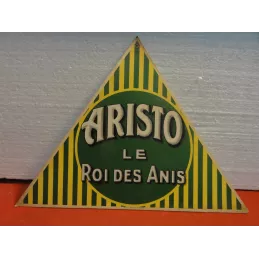 ARISTO
LE
ROI DES ANIS